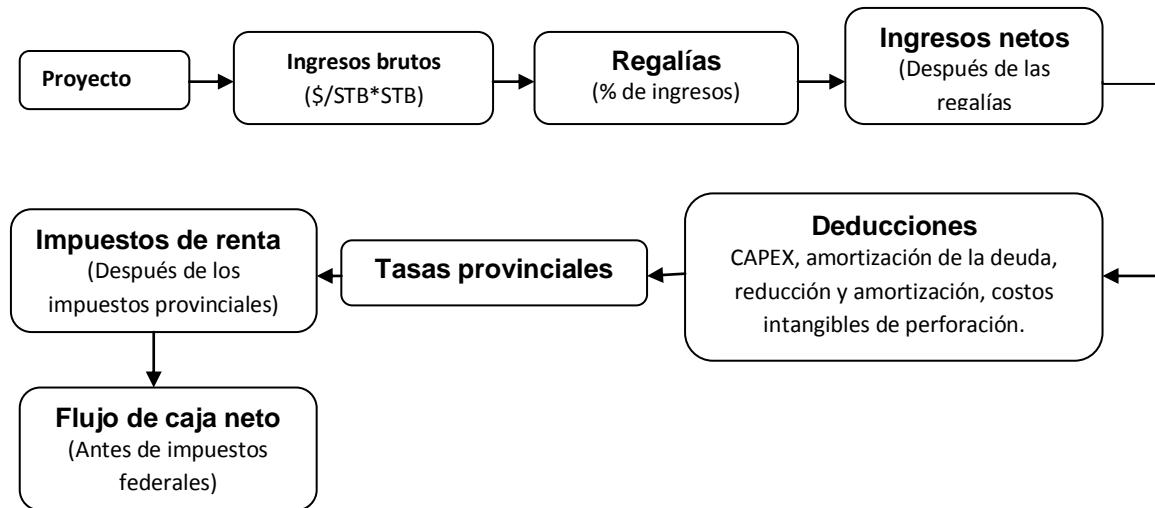 Proyecto
Ingresos brutos
($/STB*STB)
Regalías
(% de ingresos)
Ingresos netos
(Después de las
regalías
Deducciones
CAPEX, amortización de la deuda,
reducción y amortización, costos
intangibles de perforación.
Tasas provinciales
Impuestos de renta
(Después de los
impuestos provinciales)
Flujo de caja neto
(Antes de impuestos
federales)